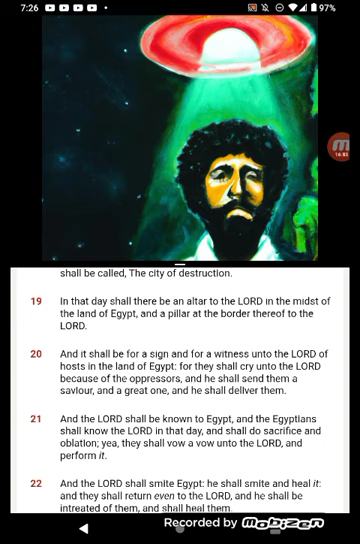 7:26
97%
16:51
shall be called, The city of destruction.
19 In that day shall there be an altar to the LORD in the midst of
the land of Egypt, and a pillar at the border thereof to the
LORD.
20 And it shall be for a sign and for a witness unto the LORD of
hosts in the land of Egypt: for they shall cry unto the LORD
because of the oppressors, and he shall send them a
saviour, and a great one, and he shall deliver them.
21 And the LORD shall be known to Egypt, and the Egyptians
shall know the LORD in that day, and shall do sacrifice and
oblation; yea, they shall vow a vow unto the LORD, and
perform it.
22 And the LORD shall smite Egypt: he shall smite and heal it:
and they shall return even to the LORD, and he shall be
intreated of them, and shall heal them.
Recorded by mobizen